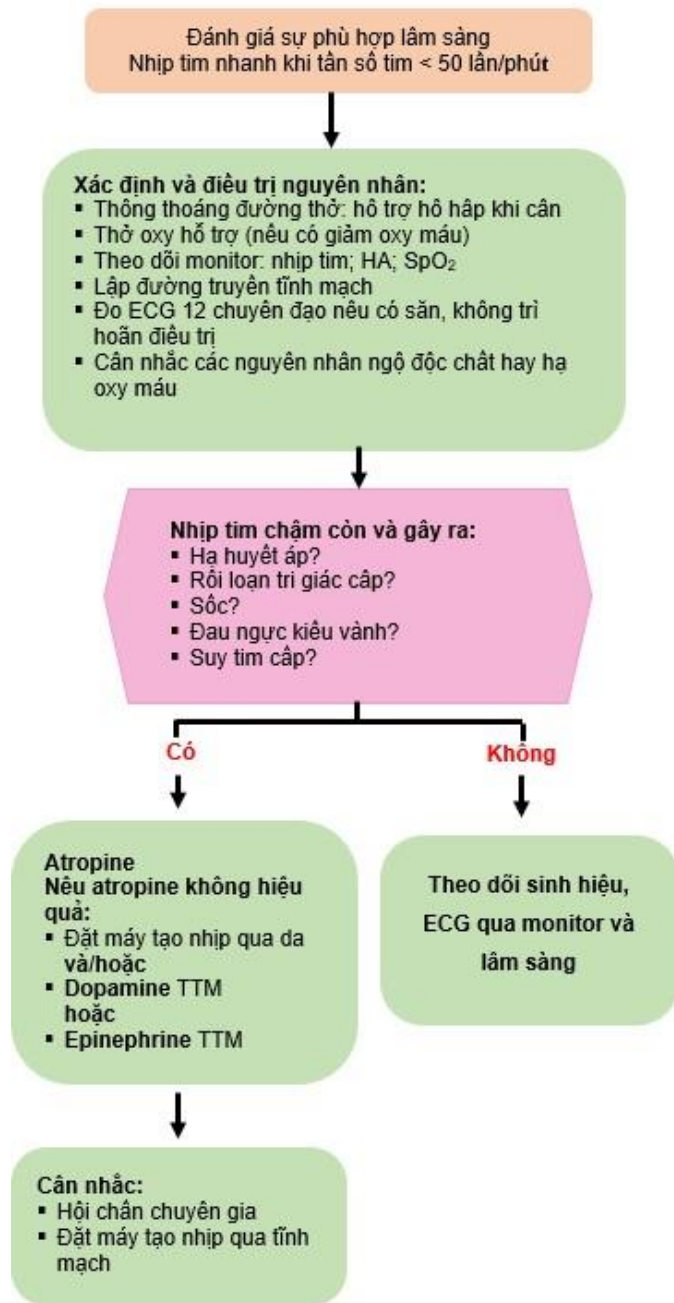 Đánh giá sự phù hợp lâm sàng
Nhịp tim nhanh khi tần số tim < 50 lần/phút
Xác định và điều trị nguyên nhân:
▪ Thông thoáng đường thở: hô trợ hô hấp khi cần
▪ Thở oxy hỗ trợ (nếu có giảm oxy máu)
▪ Theo dõi monitor: nhịp tim; HA; SpO₂
▪ Lập đường truyền tĩnh mạch
▪ Đo ECG 12 chuyên đạo nếu có sẵn, không trì
hoãn điều trị
▪ Cân nhắc các nguyên nhân ngộ độc chất hay hạ
oxy máu
Nhịp tim chậm còn và gây ra:
▪ Hạ huyết áp?
▪ Rối loạn tri giác cấp?
▪ Sốc?
▪ Đau ngực kiểu vành?
▪ Suy tim cấp?
Có
Không
Atropine
Nếu atropine không hiệu
quả:
▪ Đặt máy tạo nhịp qua da
và/hoặc
▪ Dopamine TTM
hoặc
▪ Epinephrine TTM
Theo dõi sinh hiệu,
ECG qua monitor và
lâm sàng
Cân nhắc:
▪ Hội chẩn chuyên gia
▪ Đặt máy tạo nhịp qua tĩnh
mạch